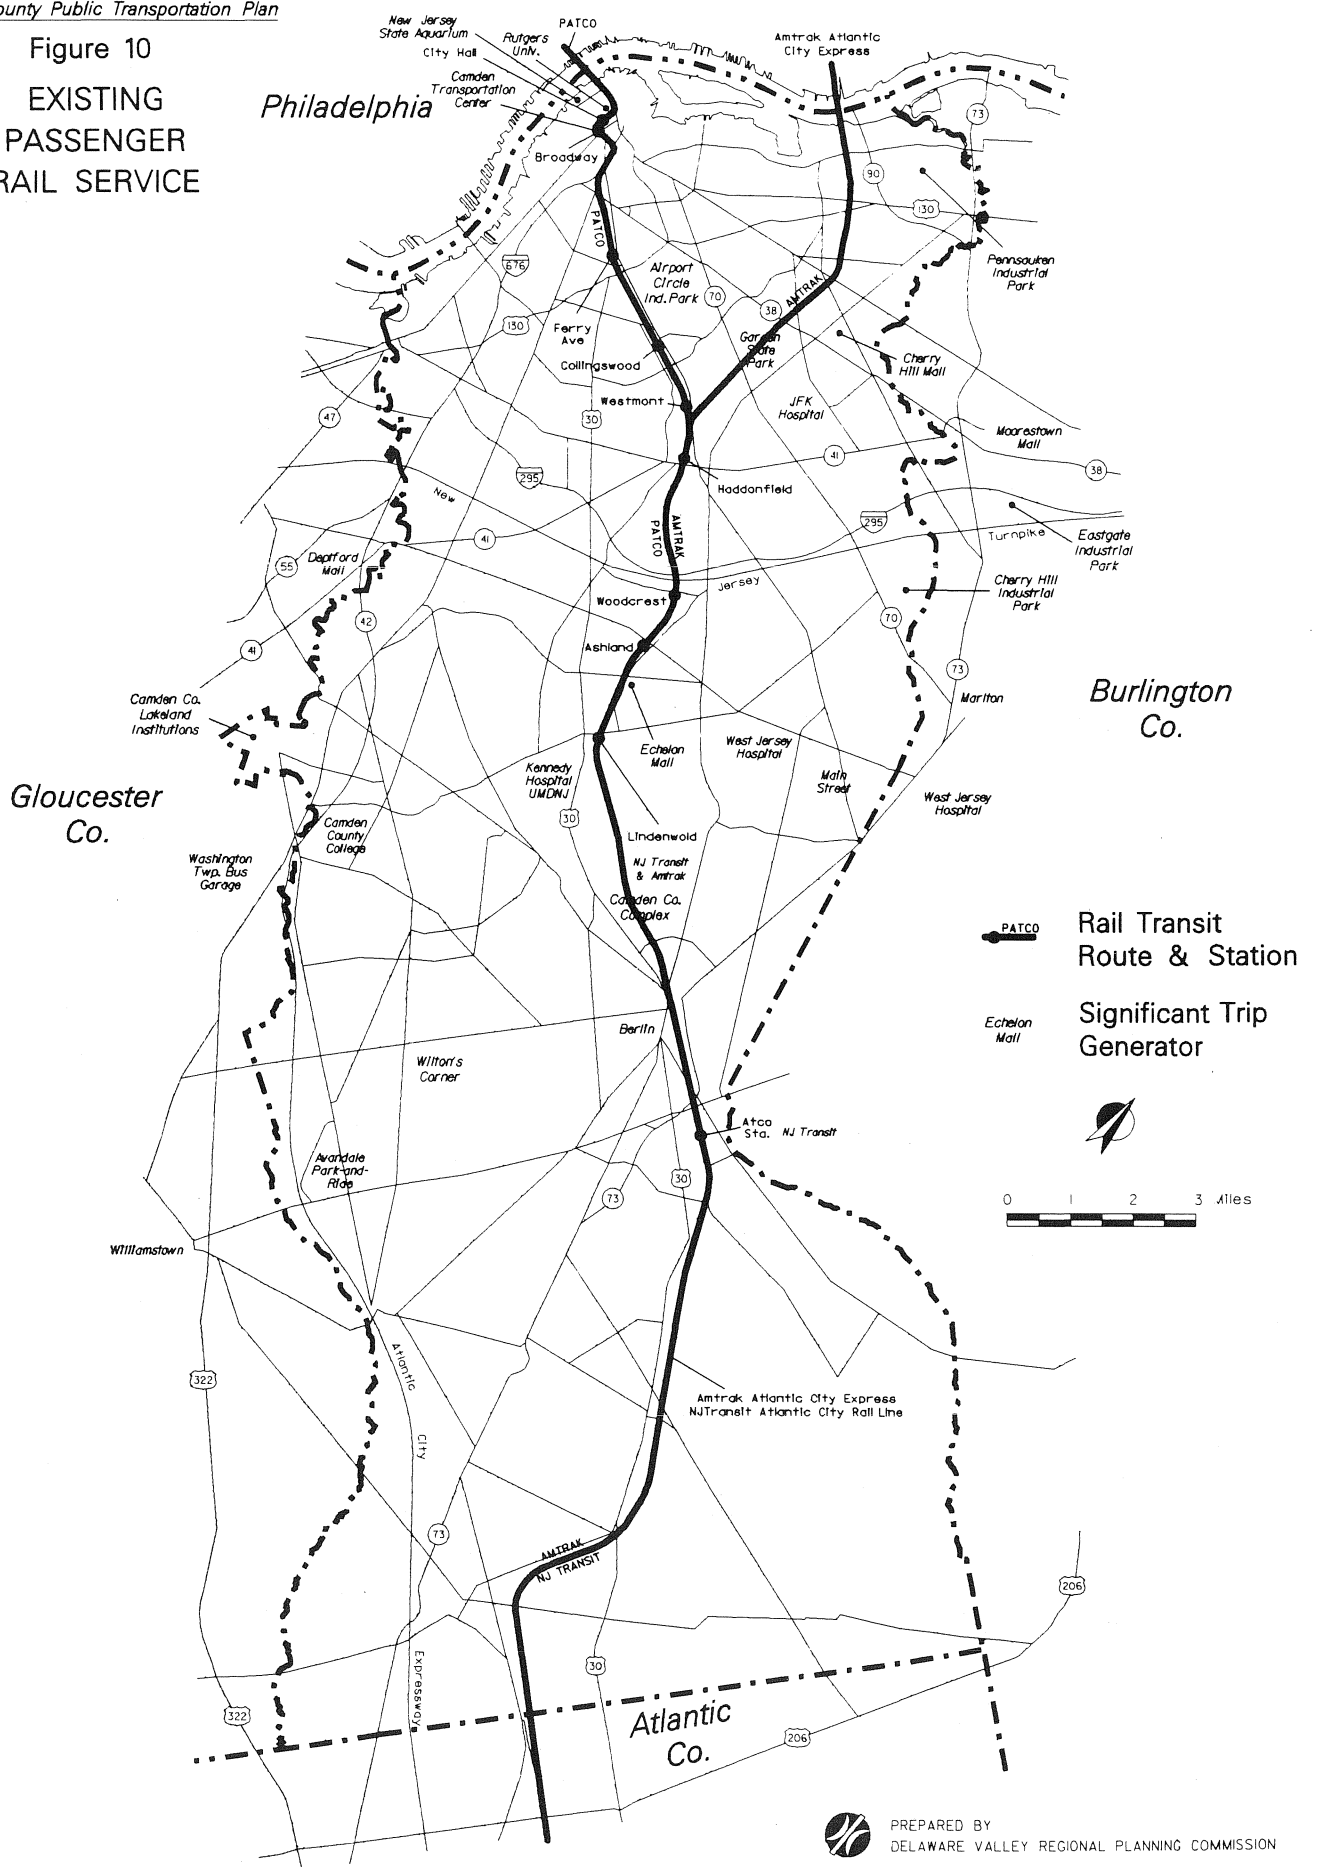 ounty Public Transportation Plan
Figure 10
EXISTING
PASSENGER
RAIL SERVICE
New Jersey
State Aquarium
City Hall
Rutgers
Univ.
PATCO
Camden
Transportation
Center
Broadway
Amtrak Atlantic
City Express
Philadelphia
73
90
130
Pennsauken
Industrial
Park
PATCO
676
Airport
Circle
Ind. Park
70
38
AMTRAK
130
Ferry
Ave
Garden
State
Park
Cherry
Hill Mall
Collingswood
Westmont
JFK
Hospital
47
30
Moorestown
Mall
41
38
Haddonfield
295
New
AMTRAK
PATCO
295
Turnpike
Eastgate
Industrial
Park
41
55
Deptford
Mall
Jersey
Cherry Hill
Industrial
Park
Woodcrest
42
70
Ashland
41
73
Camden Co.
Lakeland
Institutions
Marlton
Burlington
Co.
Echelon
Mall
West Jersey
Hospital
Kennedy
Hospital
UMDNJ
Main
Street
West Jersey
Hospital
Gloucester
Co.
30
Camden
County
College
Lindenwold
NJ Transit
& Amtrak
Washington
Twp. Bus
Garage
Camden Co.
Complex
PATCO
Rail Transit
Route & Station
Echelon
Mall
Significant Trip
Generator
Berlin
Wilton's
Corner
Atco
Sta.
NJ Transit
Avandale
Park-and-
Ride
30
73
0 1 2 3 Miles
Williamstown
Atlantic
322
Amtrak Atlantic City Express
NJTransit Atlantic City Rail Line
City
73
AMTRAK
NJ TRANSIT
206
Expressway
30
322
Atlantic
Co.
206
PREPARED BY
DELAWARE VALLEY REGIONAL PLANNING COMMISSION